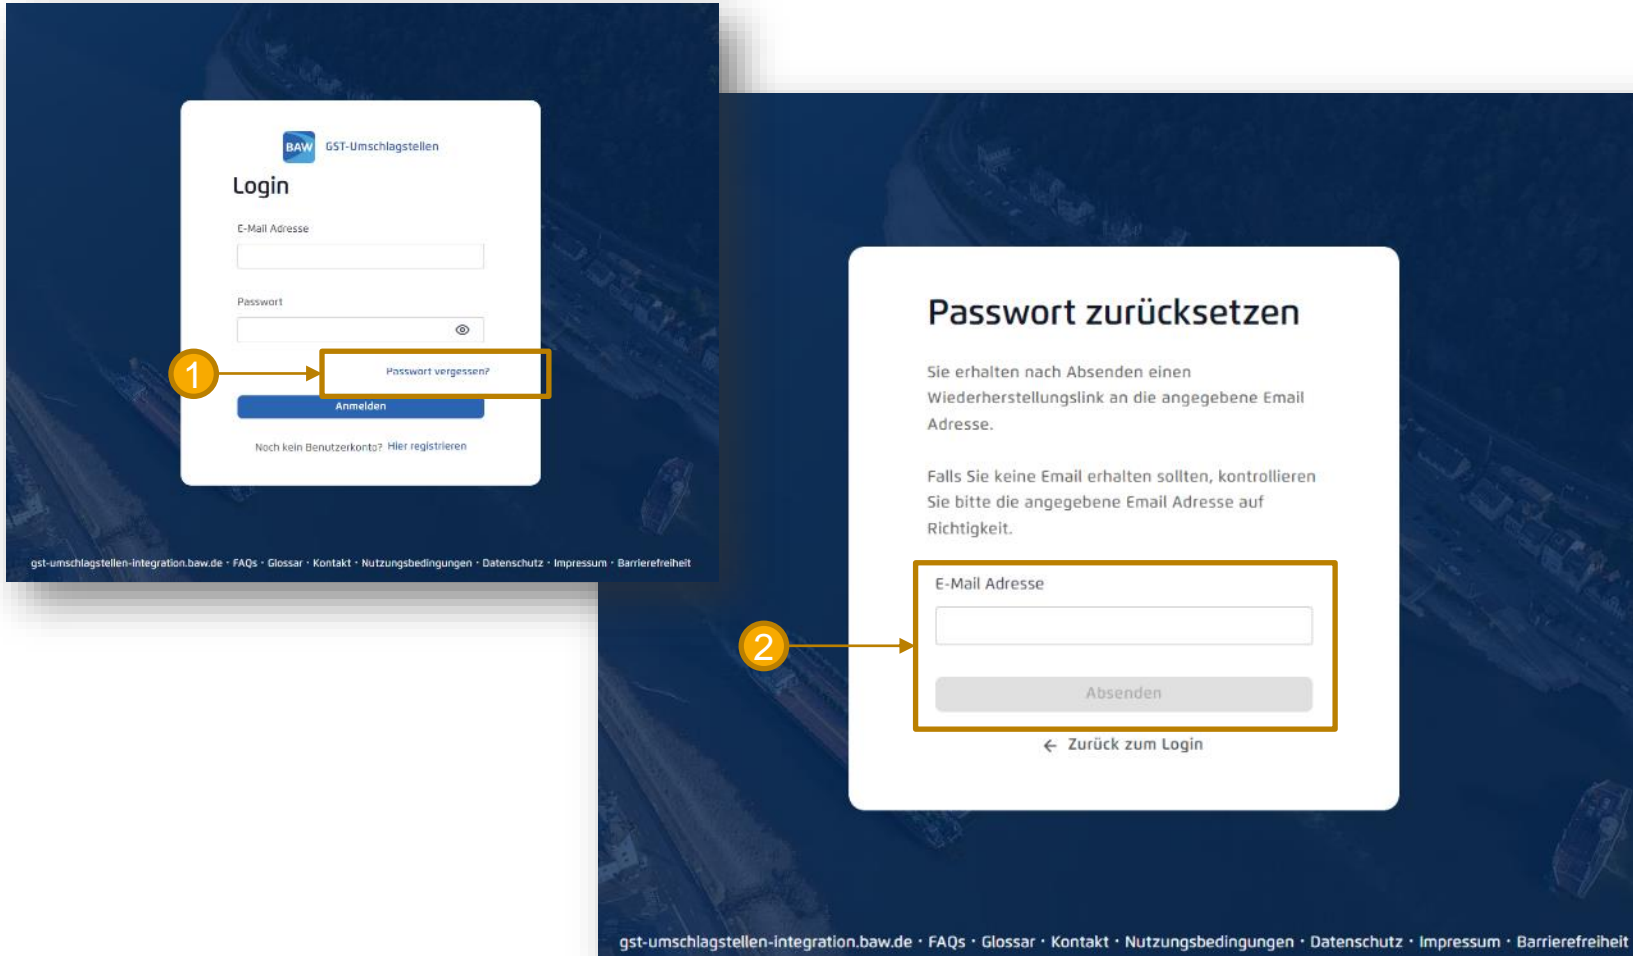 BAW GST-Umschlagstellen
Login
E-Mail Adresse
Passwort
1
Passwort vergessen?
Anmelden
Noch kein Benutzerkonto? Hier registrieren
gst-umschlagstellen-integration.baw.de · FAQs · Glossar · Kontakt · Nutzungsbedingungen · Datenschutz · Impressum · Barrierefreiheit
Passwort zurücksetzen
Sie erhalten nach Absenden einen
Wiederherstellungslink an die angegebene Email
Adresse.
Falls Sie keine Email erhalten sollten, kontrollieren
Sie bitte die angegebene Email Adresse auf
Richtigkeit.
E-Mail Adresse
2
Absenden
← Zurück zum Login
gst-umschlagstellen-integration.baw.de · FAQs · Glossar · Kontakt · Nutzungsbedingungen · Datenschutz · Impressum · Barrierefreiheit